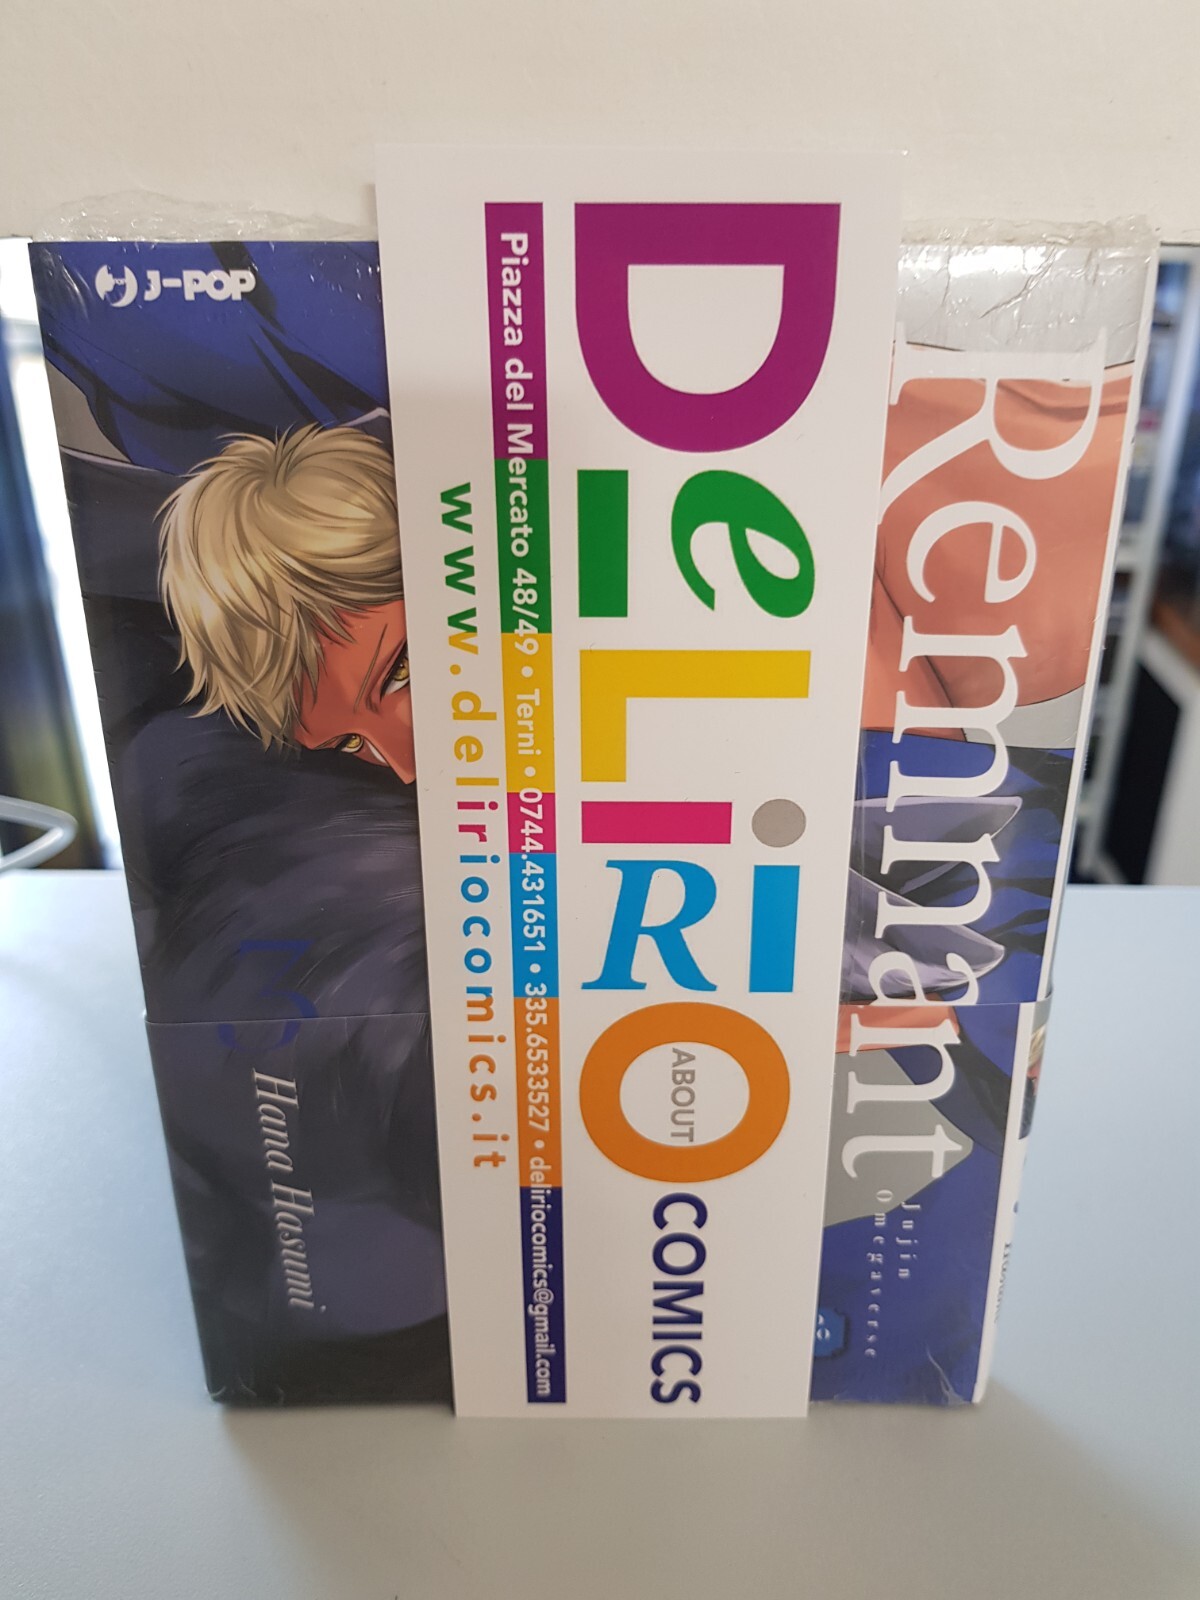 J-POP
Remnant
Jujin
Omegaverse
3
Hana Hasumi
DeLiRiO
ABOUT
COMICS
Piazza del Mercato 48/49 • Terni • 0744.431651 • 335.6533527 • deliriocomics@gmail.com
www.deliriocomics.it